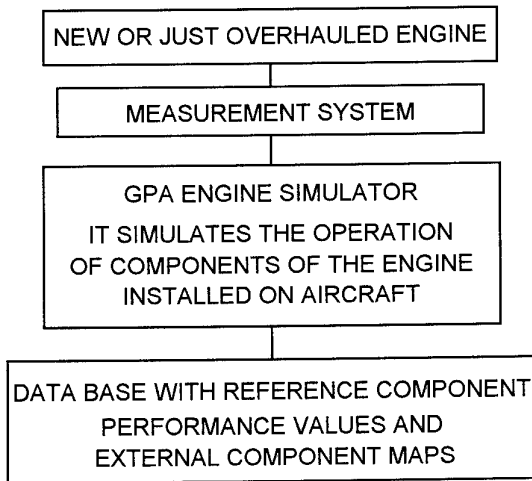 NEW OR JUST OVERHAULED ENGINE
MEASUREMENT SYSTEM
GPA ENGINE SIMULATOR
IT SIMULATES THE OPERATION
OF COMPONENTS OF THE ENGINE
INSTALLED ON AIRCRAFT
DATA BASE WITH REFERENCE COMPONENT
PERFORMANCE VALUES AND
EXTERNAL COMPONENT MAPS